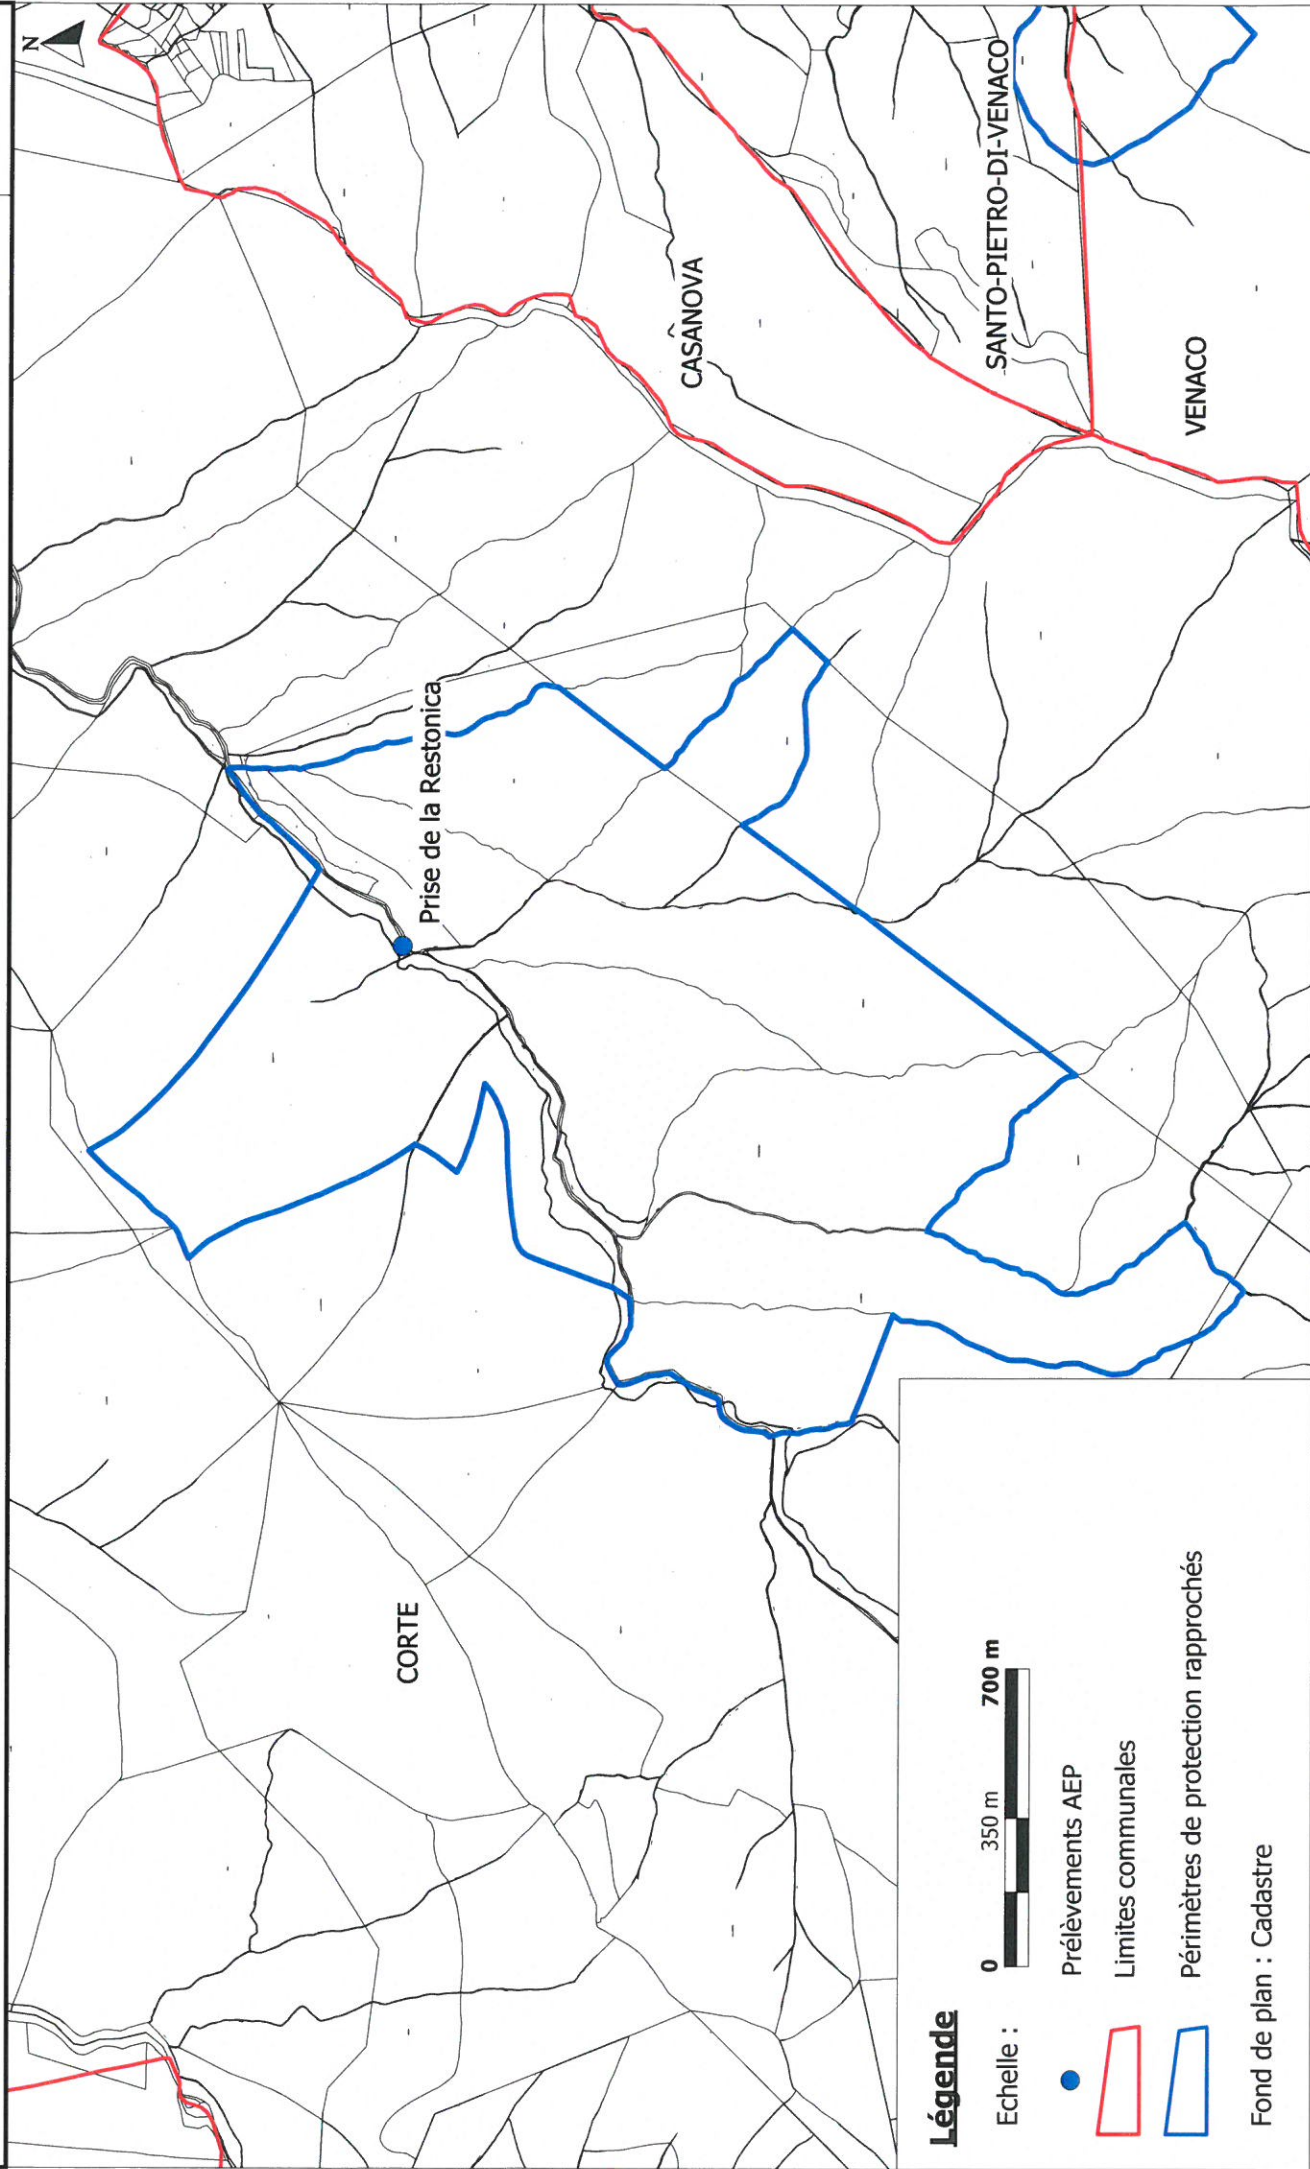 N
CORTE
Prise de la Restonica
CASANOVA
SANTO-PIETRO-DI-VENACO
VENACO
Légende
Echelle :
0 350 m 700 m
Prélèvements AEP
Limites communales
Périmètres de protection rapprochés
Fond de plan : Cadastre